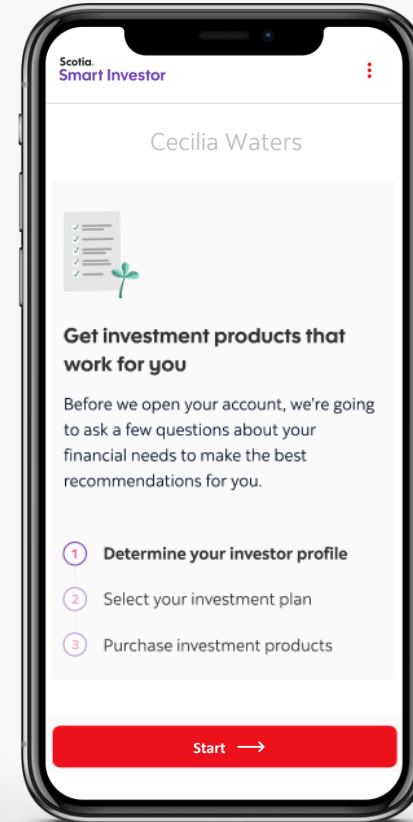 Scotia.
Smart Investor
Cecilia Waters
Get investment products that
work for you
Before we open your account, we're going
to ask a few questions about your
financial needs to make the best
recommendations for you.
1 Determine your investor profile
2 Select your investment plan
3 Purchase investment products
Start →